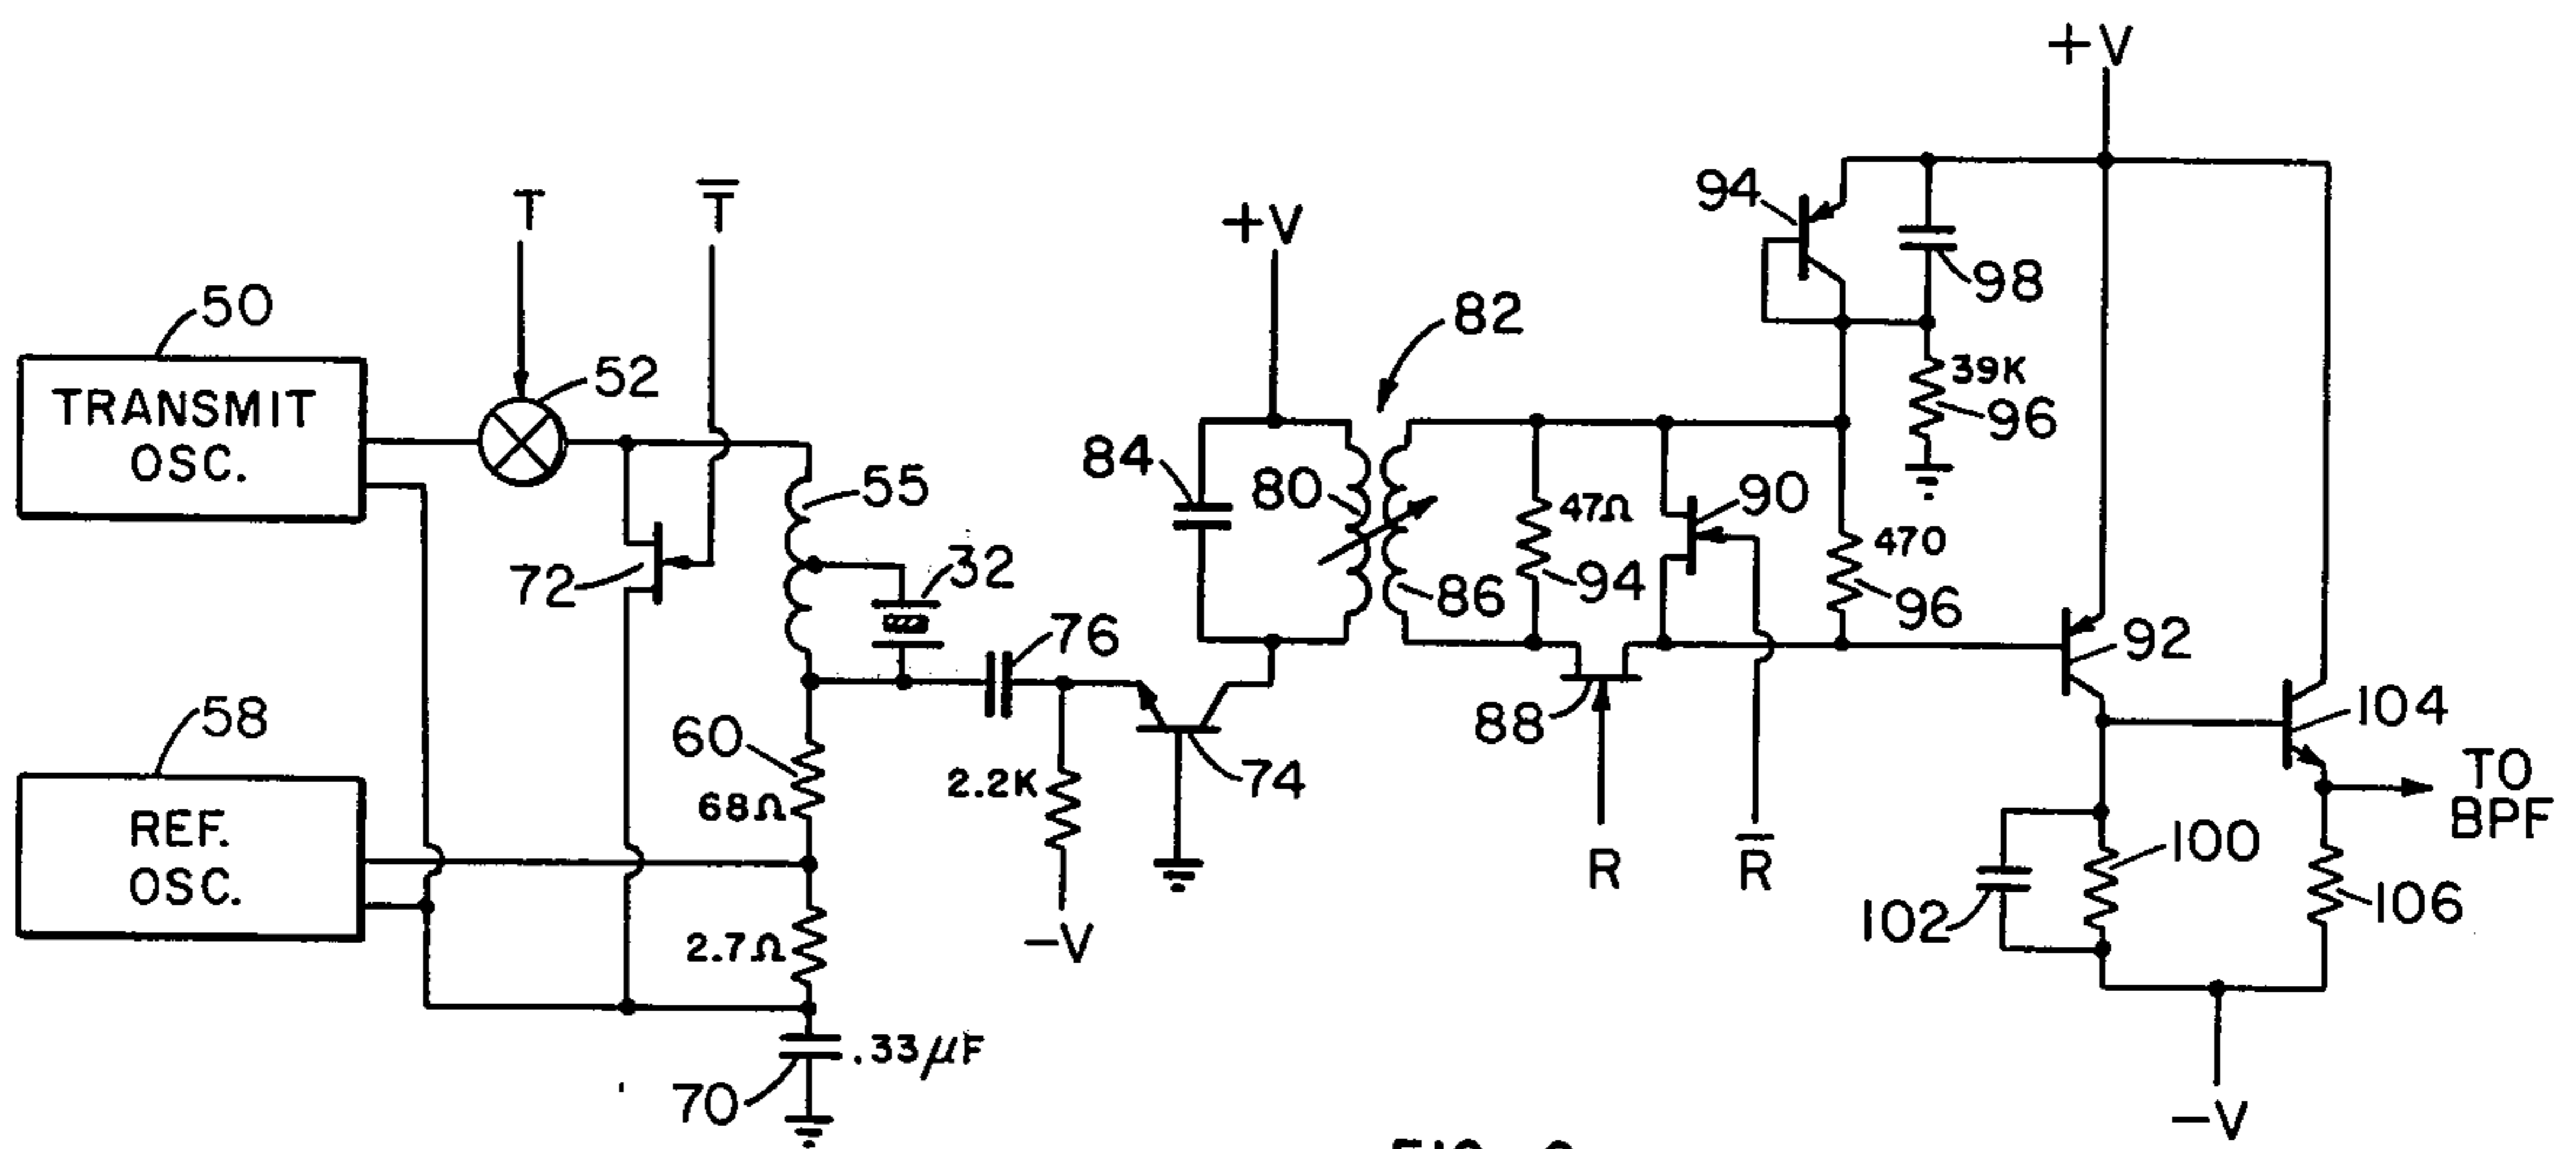 +V
T
T̅
94
98
+V
50
82
TRANSMIT
OSC.
52
39K
96
84
80
55
47Ω
90
470
32
72
86
94
96
92
76
58
60
68Ω
2.2K
74
88
104
TO
BPF
REF.
OSC.
R
R̅
100
102
106
2.7Ω
-V
.33µF
70
-V